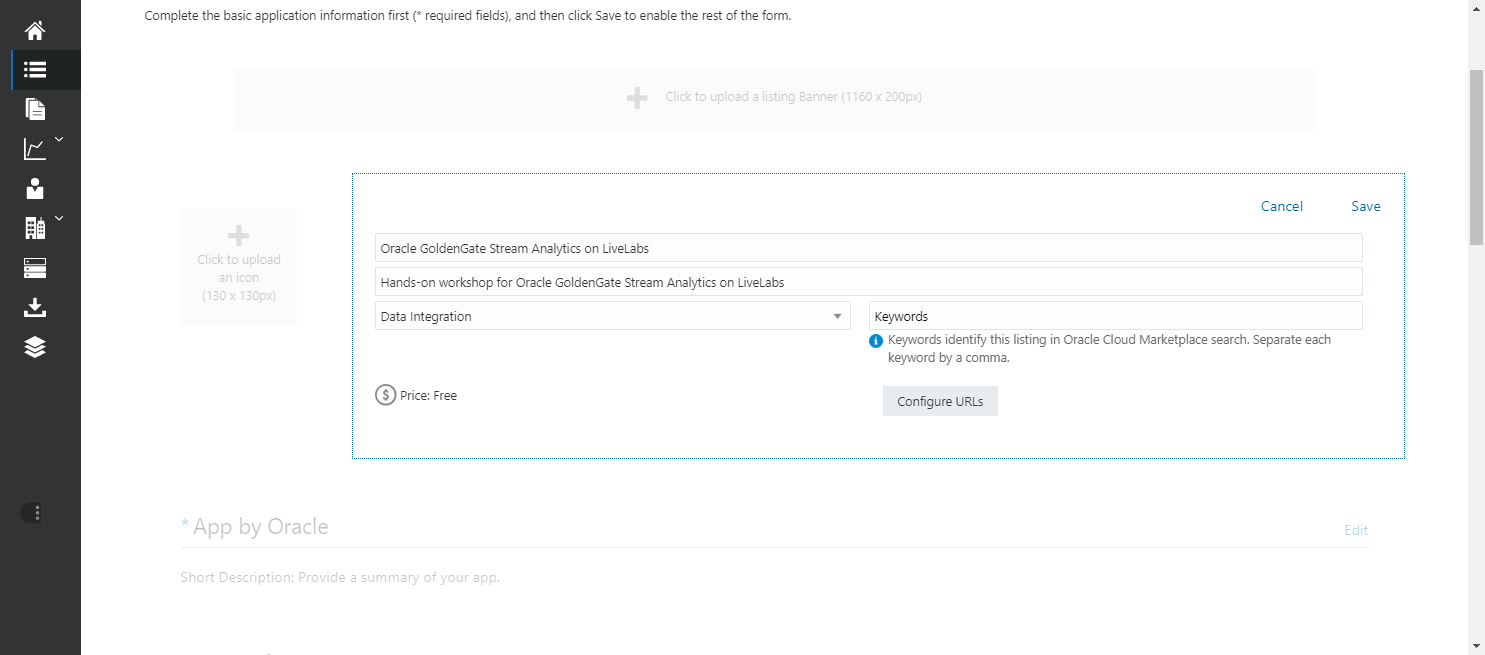 Complete the basic application information first (* required fields), and then click Save to enable the rest of the form.
Click to upload a listing Banner (1160 x 200px)
Cancel
Save
Click to upload
an icon
(130 x 130px)
Oracle GoldenGate Stream Analytics on LiveLabs
Hands-on workshop for Oracle GoldenGate Stream Analytics on LiveLabs
Data Integration
Keywords
Keywords identify this listing in Oracle Cloud Marketplace search. Separate each
keyword by a comma.
Price: Free
Configure URLs
* App by Oracle
Edit
Short Description: Provide a summary of your app.